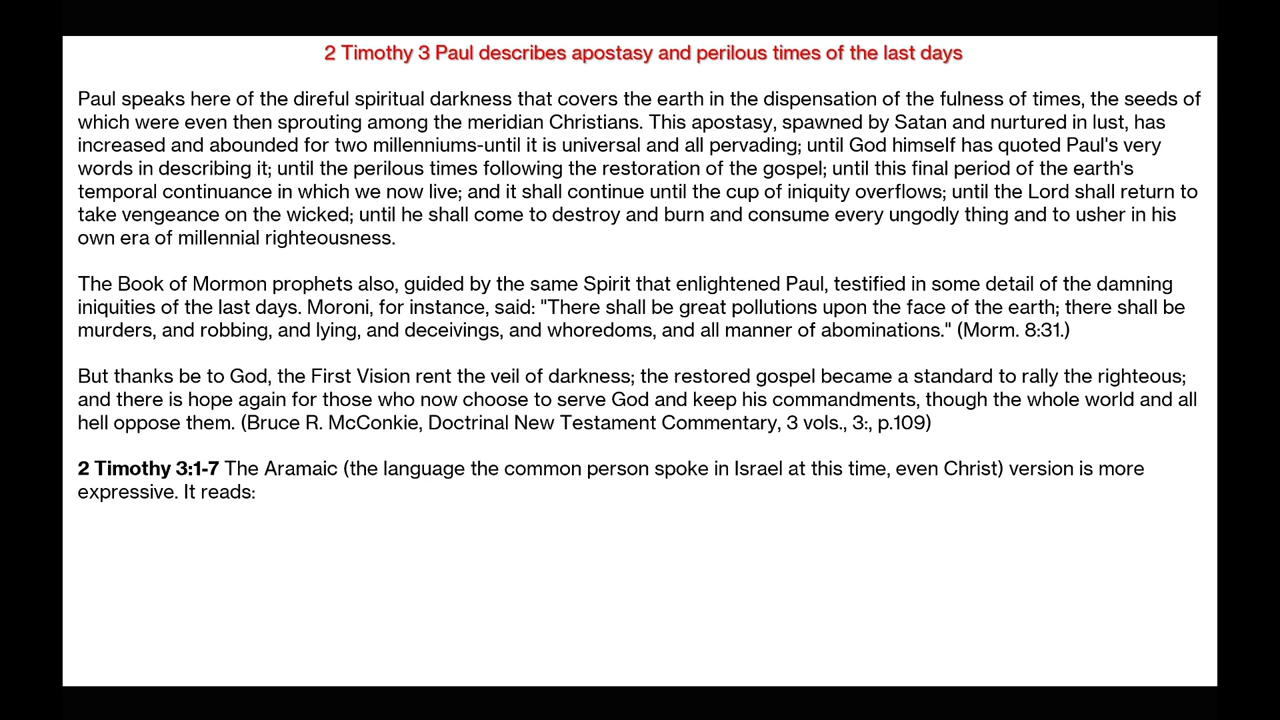 2 Timothy 3 Paul describes apostasy and perilous times of the last days
Paul speaks here of the direful spiritual darkness that covers the earth in the dispensation of the fulness of times, the seeds of
which were even then sprouting among the meridian Christians. This apostasy, spawned by Satan and nurtured in lust, has
increased and abounded for two millenniums-until it is universal and all pervading; until God himself has quoted Paul's very
words in describing it; until the perilous times following the restoration of the gospel; until this final period of the earth's
temporal continuance in which we now live; and it shall continue until the cup of iniquity overflows; until the Lord shall return to
take vengeance on the wicked; until he shall come to destroy and burn and consume every ungodly thing and to usher in his
own era of millennial righteousness.
The Book of Mormon prophets also, guided by the same Spirit that enlightened Paul, testified in some detail of the damning
iniquities of the last days. Moroni, for instance, said: "There shall be great pollutions upon the face of the earth; there shall be
murders, and robbing, and lying, and deceivings, and whoredoms, and all manner of abominations." (Morm. 8:31.)
But thanks be to God, the First Vision rent the veil of darkness; the restored gospel became a standard to rally the righteous;
and there is hope again for those who now choose to serve God and keep his commandments, though the whole world and all
hell oppose them. (Bruce R. McConkie, Doctrinal New Testament Commentary, 3 vols., 3:, p.109)
2 Timothy 3:1-7 The Aramaic (the language the common person spoke in Israel at this time, even Christ) version is more
expressive. It reads: